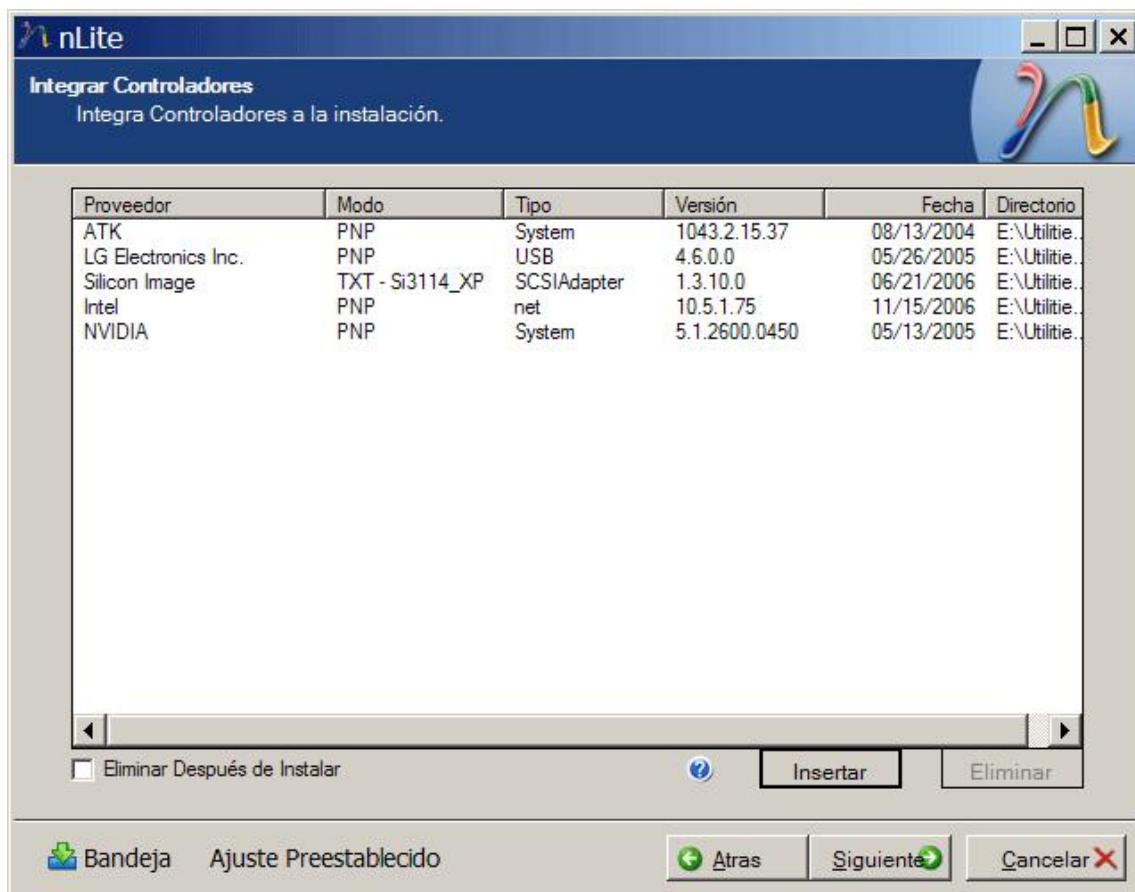 nLite
Integrar Controladores
Integra Controladores a la instalación.
Proveedor Modo Tipo Versión Fecha Directorio
ATK PNP System 1043.2.15.37 08/13/2004 E:\Utilitie..
LG Electronics Inc. PNP USB 4.6.0.0 05/26/2005 E:\Utilitie..
Silicon Image TXT - Si3114_XP SCSIAdapter 1.3.10.0 06/21/2006 E:\Utilitie..
Intel PNP net 10.5.1.75 11/15/2006 E:\Utilitie..
NVIDIA PNP System 5.1.2600.0450 05/13/2005 E:\Utilitie..
Eliminar Después de Instalar Insertar Eliminar
Bandeja Ajuste Preestablecido Atras Siguiente Cancelar